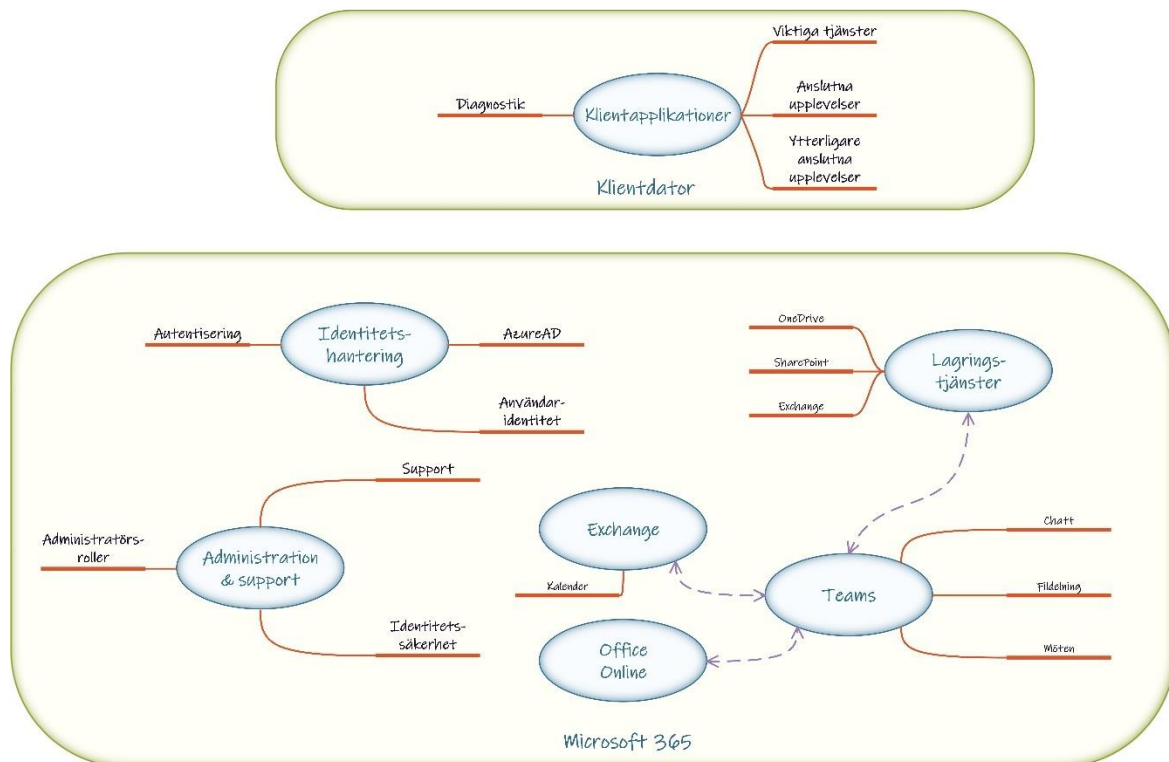 Viktiga tjänster
Diagnostik
Klientapplikationer
Anslutna
upplevelser
Ytterligare
anslutna
upplevelser
Klientdator
Autentisering
Identitets-
hantering
AzureAD
Användar-
identitet
OneDrive
SharePoint
Exchange
Lagrings-
tjänster
Support
Administratörs-
roller
Administration
& support
Identitets-
säkerhet
Exchange
Kalender
Office
Online
Teams
Chatt
Fildelning
Möten
Microsoft 365